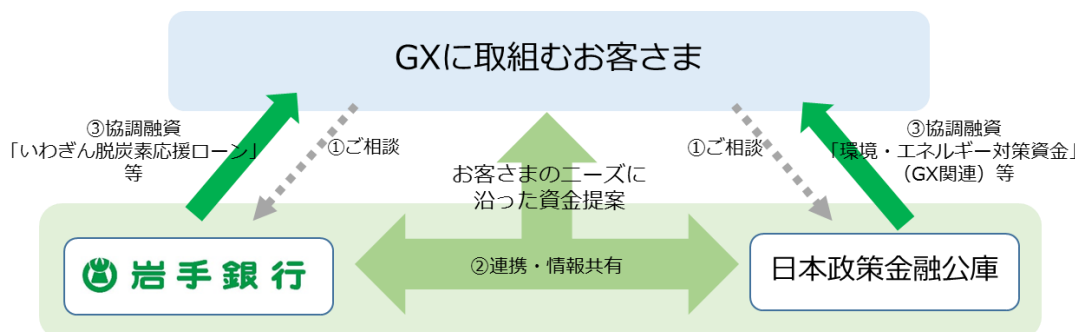 GXに取組むお客さま
③協調融資
「いわぎん脱炭素応援ローン」
等
①ご相談
お客さまのニーズに
沿った資金提案
①ご相談
③協調融資
「環境・エネルギー対策資金」
（GX関連）等
岩手銀行
②連携・情報共有
日本政策金融公庫